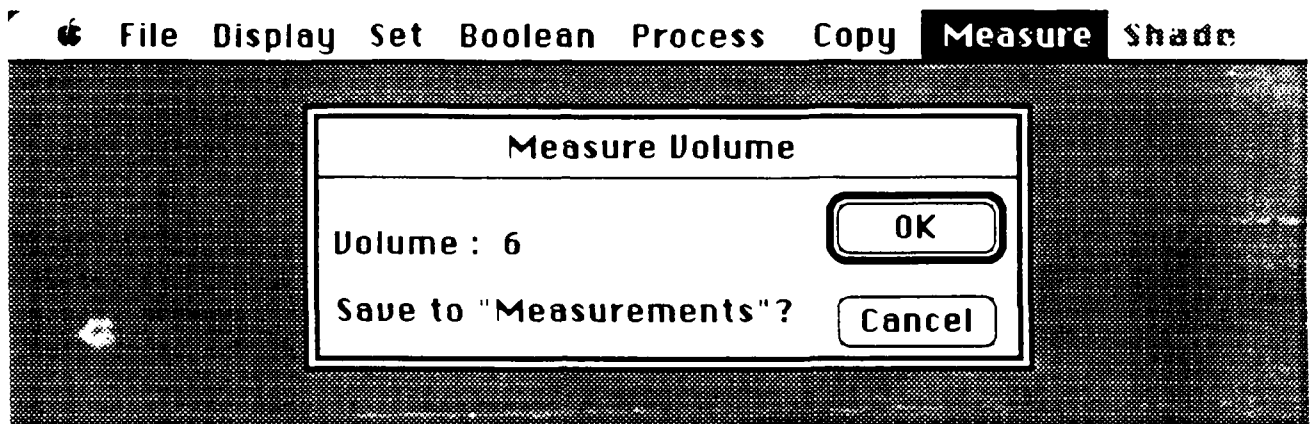 File Display Set Boolean Process Copy Measure Shade
Measure Volume
Volume : 6
OK
Save to "Measurements"?
Cancel